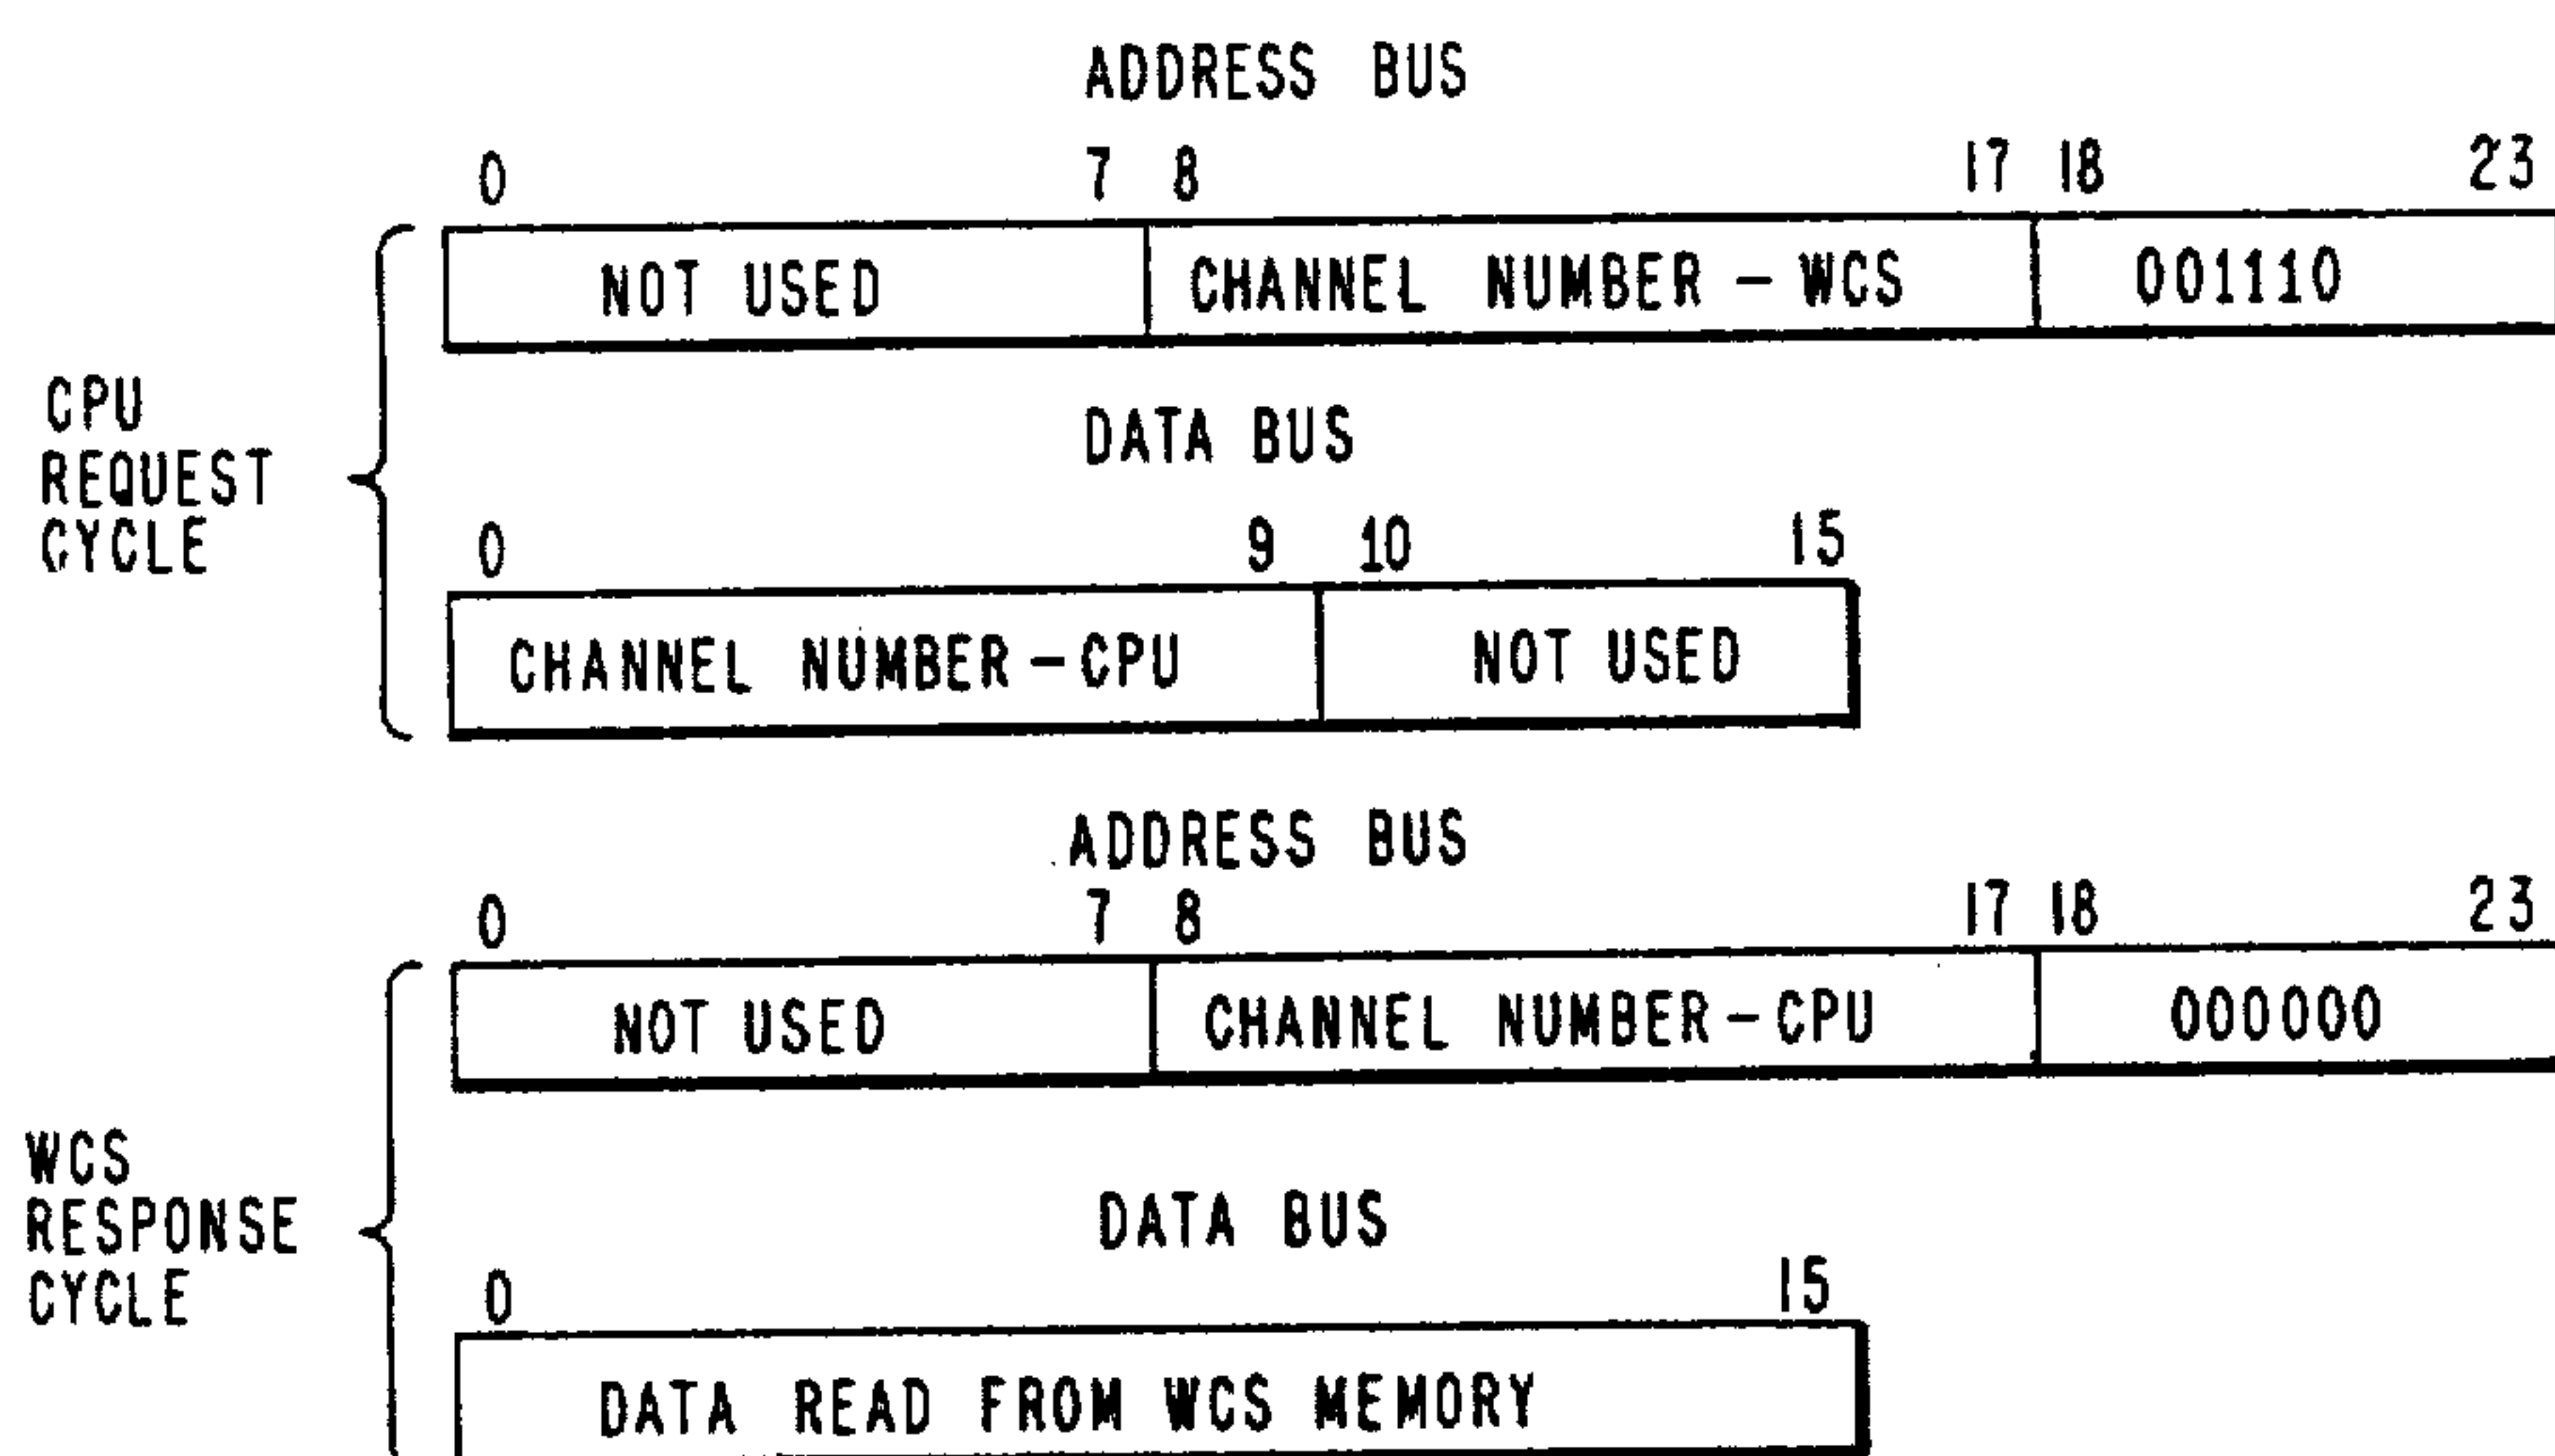 ADDRESS BUS
0 7 8 17 18 23
NOT USED CHANNEL NUMBER - WCS 001110
CPU
REQUEST
CYCLE
DATA BUS
0 9 10 15
CHANNEL NUMBER - CPU NOT USED
ADDRESS BUS
0 7 8 17 18 23
NOT USED CHANNEL NUMBER - CPU 000000
WCS
RESPONSE
CYCLE
DATA BUS
0 15
DATA READ FROM WCS MEMORY